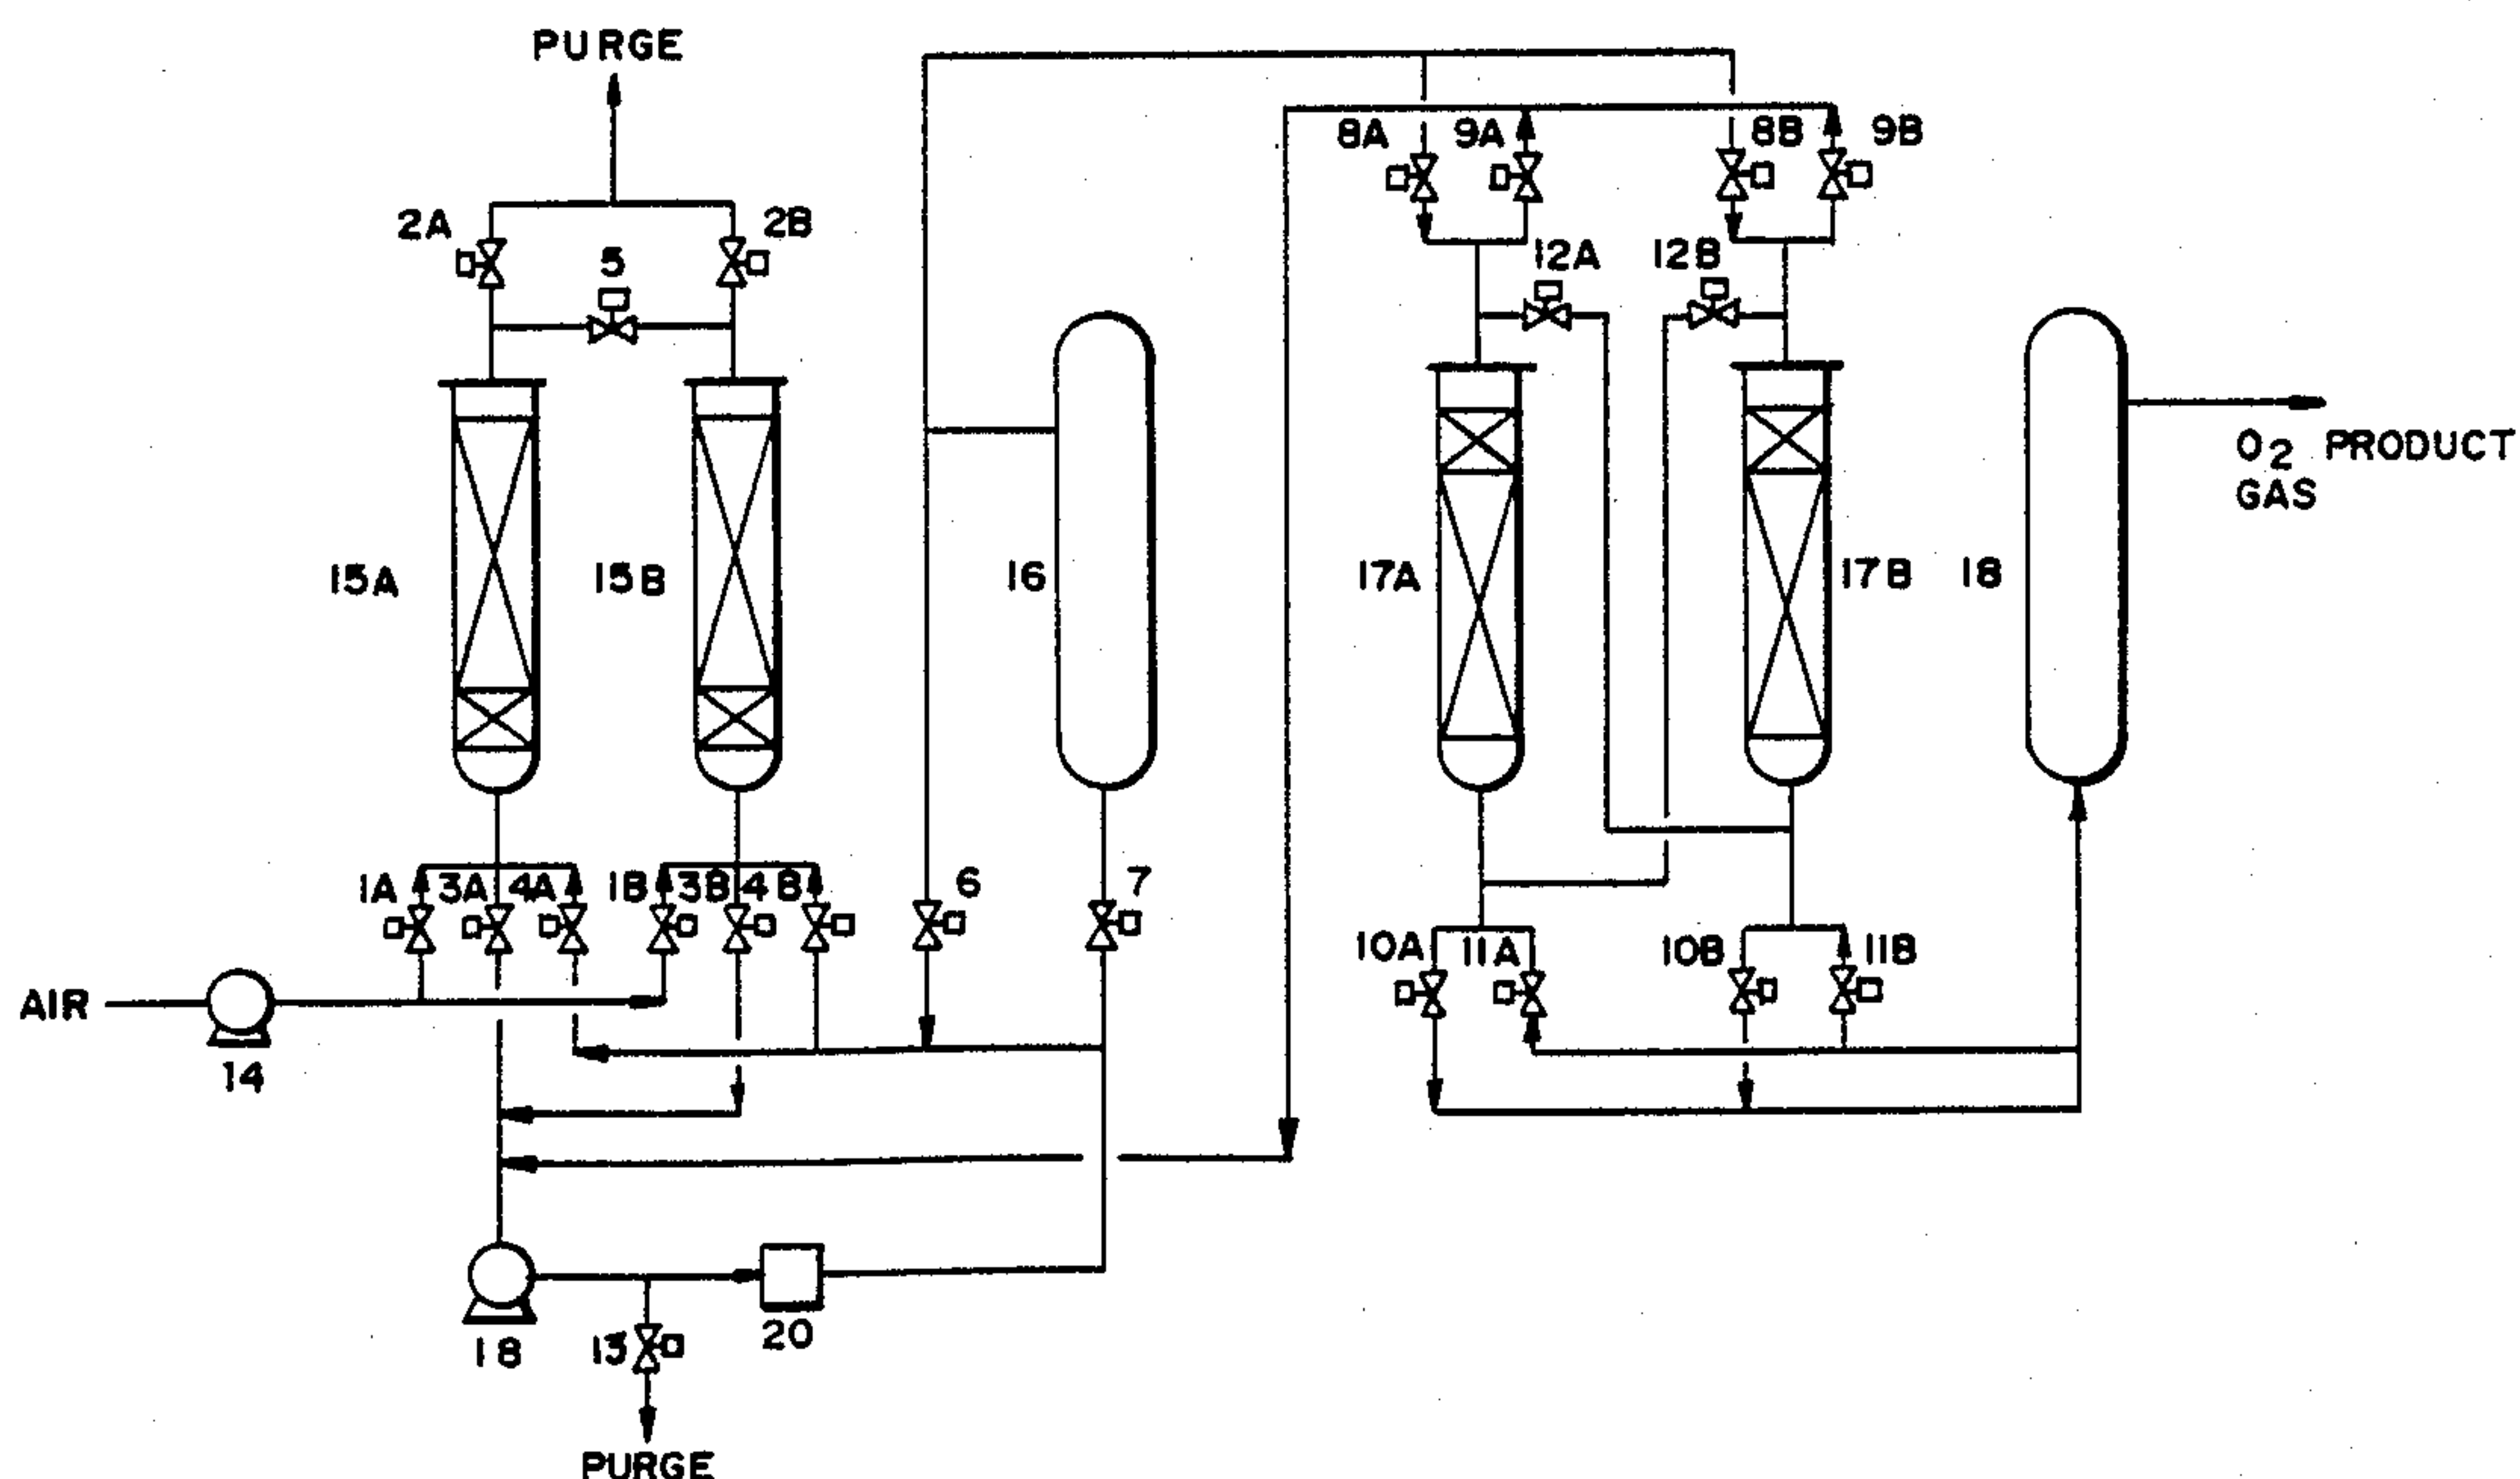 PURGE
8A
9A
8B
9B
2A
2B
5
12A
12B
O2 PRODUCT
GAS
15A
15B
16
17A
17B
18
1A
3A
4A
1B
3B
4B
6
7
10A
11A
10B
11B
AIR
14
18
13
20
PURGE